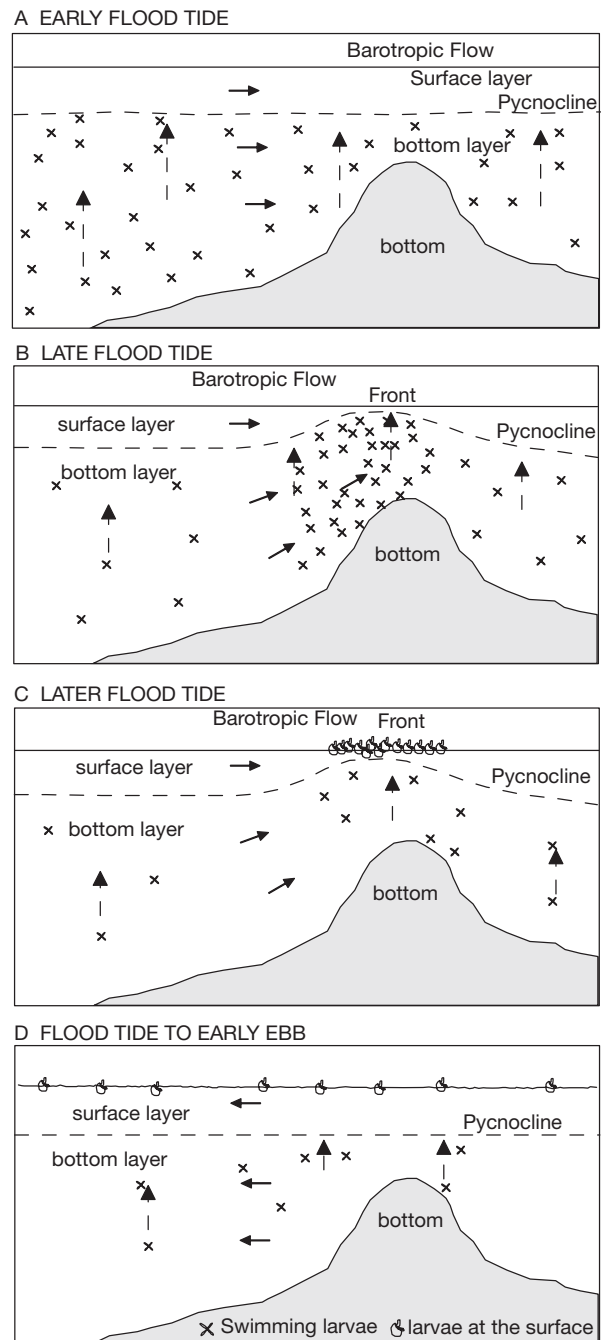 A EARLY FLOOD TIDE
Barotropic Flow
Surface layer
Pycnocline
bottom layer
bottom
B LATE FLOOD TIDE
Barotropic Flow
Front
surface layer
Pycnocline
bottom layer
bottom
C LATER FLOOD TIDE
Barotropic Flow Front
surface layer
Pycnocline
bottom layer
bottom
D FLOOD TIDE TO EARLY EBB
surface layer
Pycnocline
bottom layer
bottom
Swimming larvae larvae at the surface